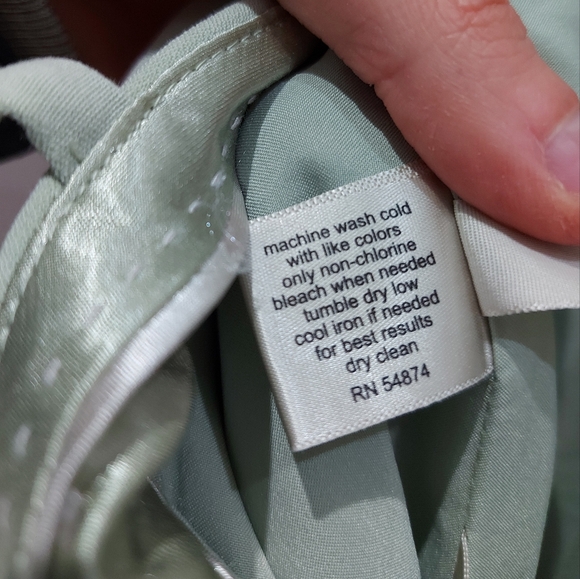 machine wash cold
with like colors
only non-chlorine
bleach when needed
tumble dry low
cool iron if needed
for best results
dry clean
RN 54874